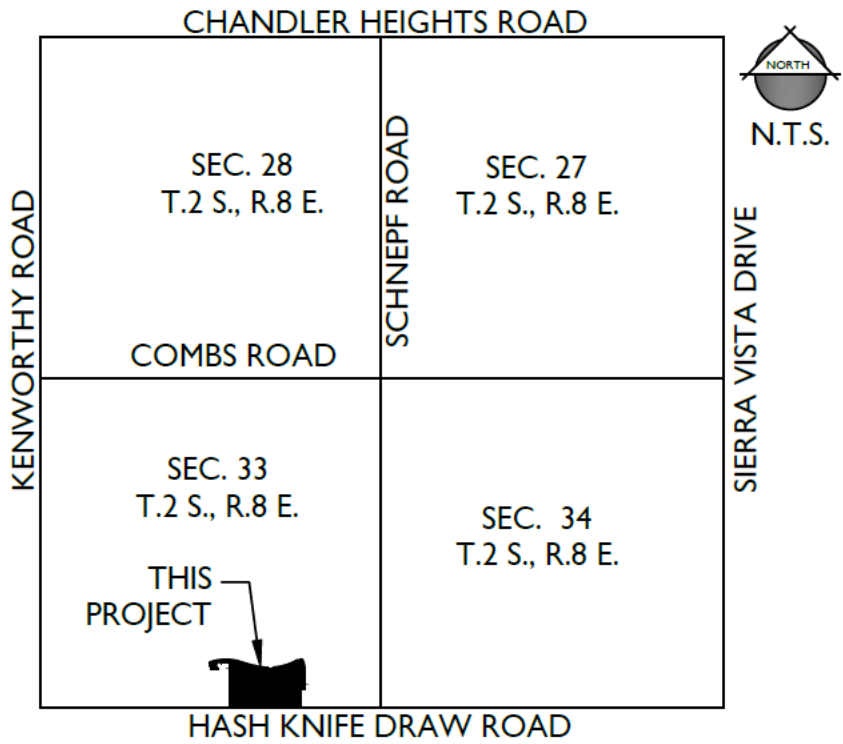 CHANDLER HEIGHTS ROAD
NORTH
N.T.S.
SEC. 28
T.2 S., R.8 E.
SCHNEPF ROAD
SEC. 27
T.2 S., R.8 E.
KENWORTHY ROAD
SIERRA VISTA DRIVE
COMBS ROAD
SEC. 33
T.2 S., R.8 E.
SEC. 34
T.2 S., R.8 E.
THIS
PROJECT
HASH KNIFE DRAW ROAD